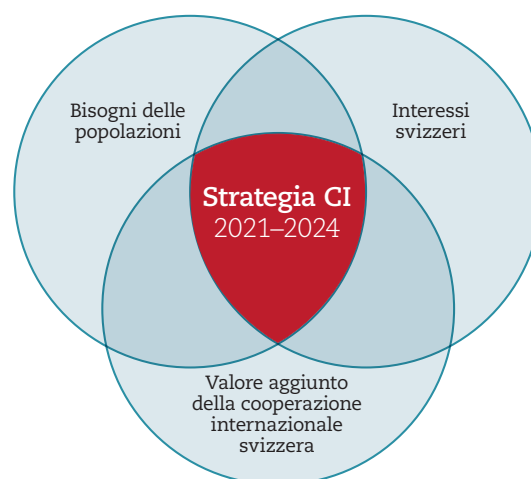 Bisogni delle
popolazioni
Interessi
svizzeri
Strategia CI
2021–2024
Valore aggiunto
della cooperazione
internazionale
svizzera